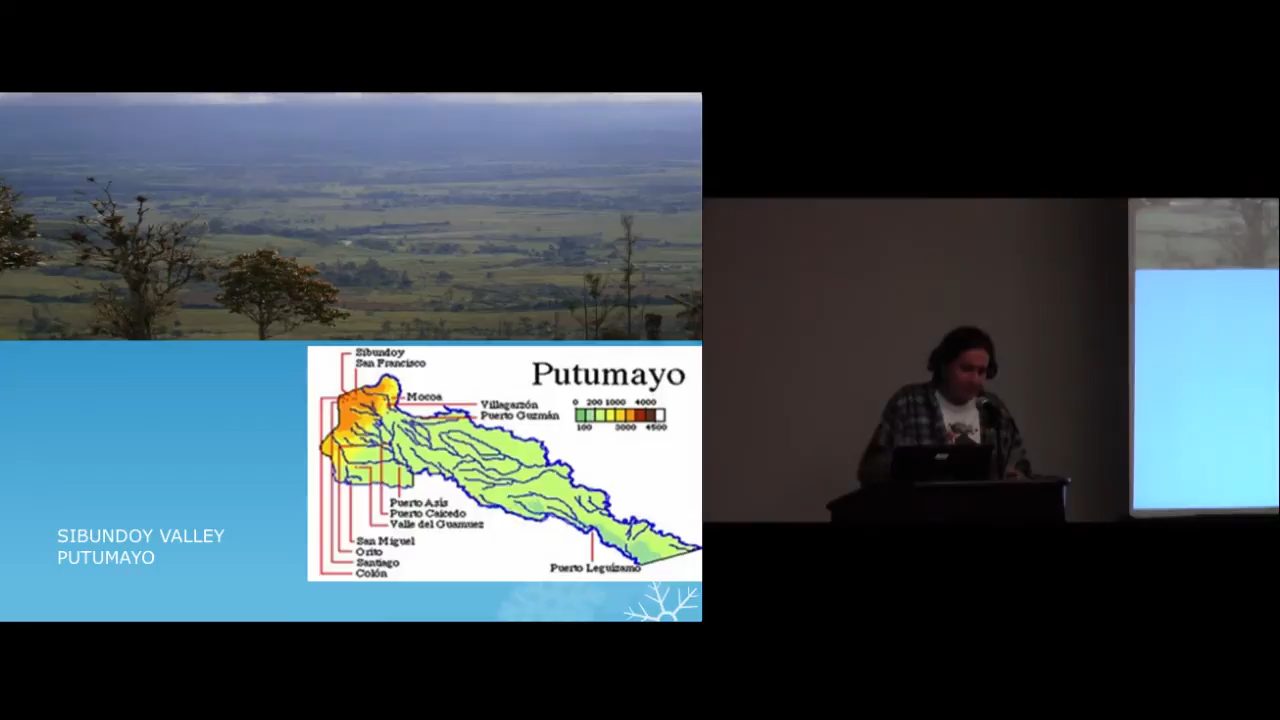 Sibundoy
San Francisco
Putumayo
Mocoa
Villagarzón
Puerto Guzmán
0 200 1000 4000
100 3000 4500
Puerto Asís
Puerto Caicedo
Valle del Guamuez
San Miguel
Orito
Santiago
Colón
Puerto Leguízamo
SIBUNDOY VALLEY
PUTUMAYO